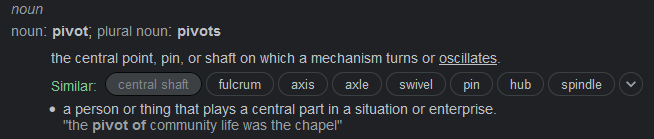 noun
noun: pivot; plural noun: pivots
the central point, pin, or shaft on which a mechanism turns or oscillates.
Similar: central shaft fulcrum axis axle swivel pin hub spindle
• a person or thing that plays a central part in a situation or enterprise.
"the pivot of community life was the chapel"